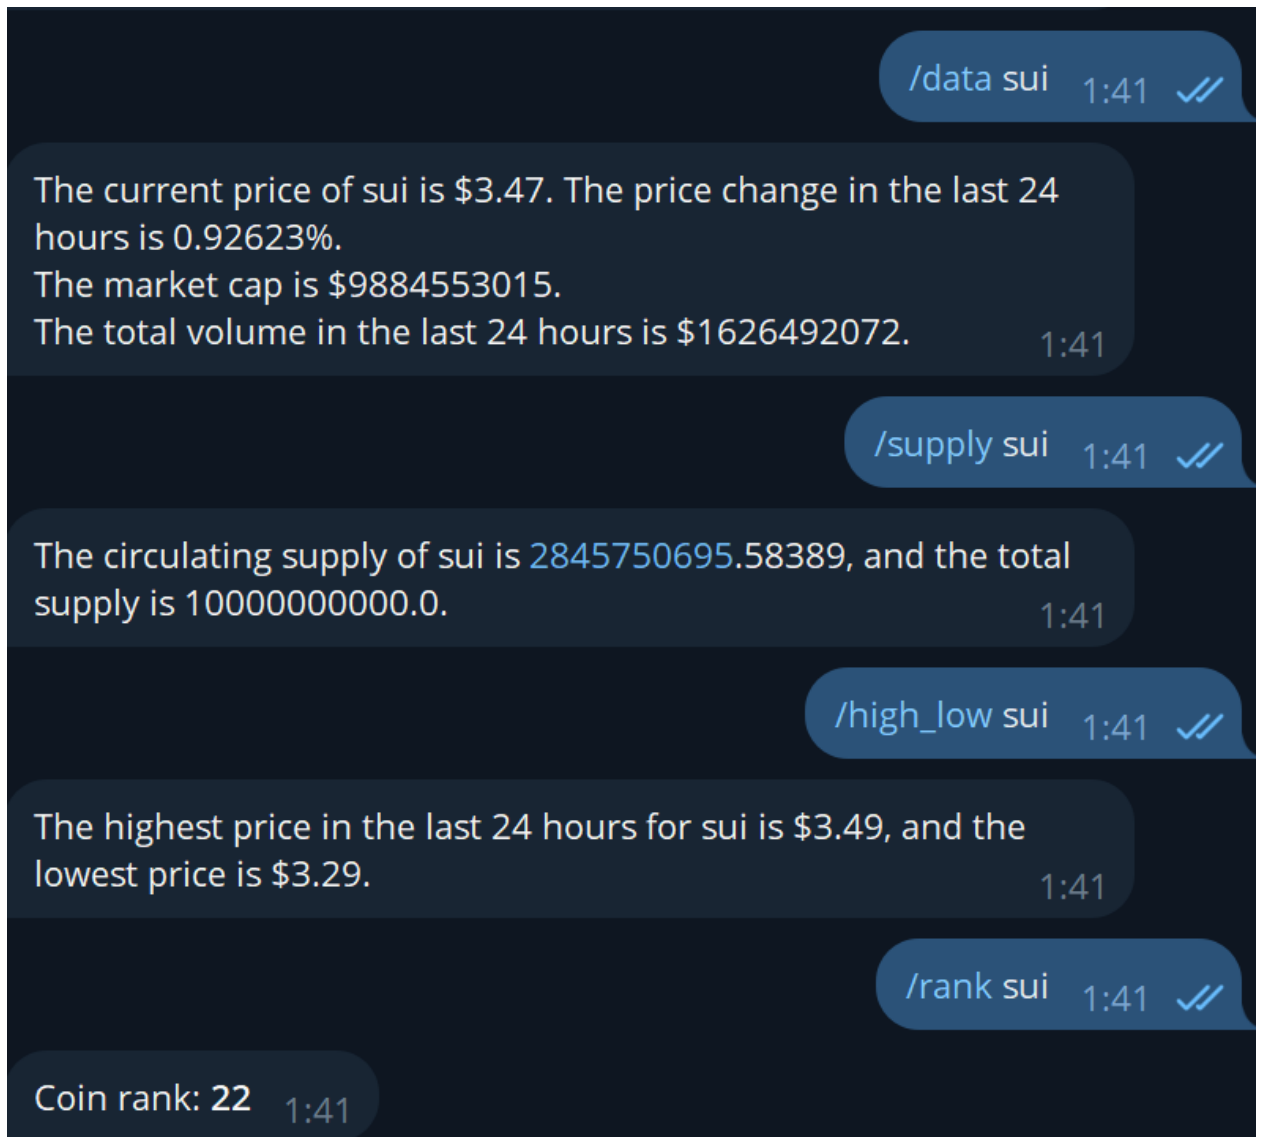 /data sui 1:41
The current price of sui is $3.47. The price change in the last 24
hours is 0.92623%.
The market cap is $9884553015.
The total volume in the last 24 hours is $1626492072. 1:41
/supply sui 1:41
The circulating supply of sui is 2845750695.58389, and the total
supply is 10000000000.0. 1:41
/high_low sui 1:41
The highest price in the last 24 hours for sui is $3.49, and the
lowest price is $3.29. 1:41
/rank sui 1:41
Coin rank: 22 1:41